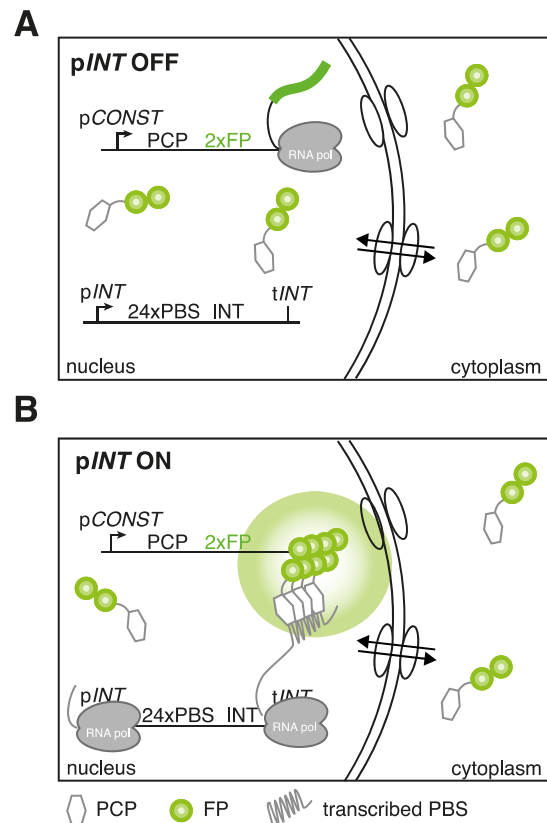 A
pINT OFF
pCONST
PCP 2xFP
RNA pol
pINT tINT
24xPBS INT
nucleus cytoplasm
B
pINT ON
pCONST
PCP 2xFP
pINT tINT
24xPBS INT
RNA pol RNA pol
nucleus cytoplasm
PCP FP transcribed PBS